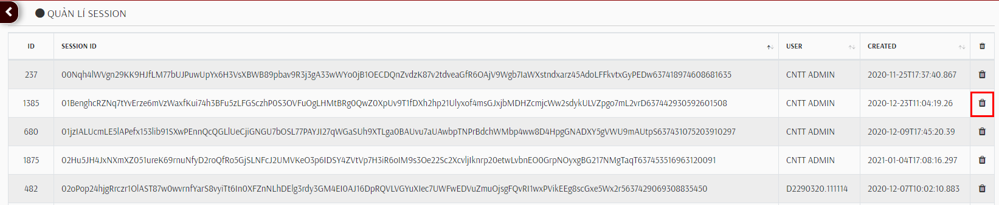 QUẢN LÍ SESSION
ID SESSION ID USER CREATED
237 00Nqh4lWVgn29KK9HJfLM77bUJPuwUpYx6H3VsXBWB89pbav9R3j3gA33wWYo0jB1OECDQnZvdzK87v2tdveaGfR6OAjV9Wgb7IaWXstndxarz45AdoLFFkvtxGyPEDw637418974608681635 CNTT ADMIN 2020-11-25T17:37:40.867
1385 01BenghcRZNq7tYvErze6mVzWaxfKui74h3BFu5zLFGSczhP0S3OVFuOgLHMtBRg0QwZ0XpUv9T1fDXh2hp21Ulyxof4msGJxjbMDHZcmjcWw2sdykULVZpgo7mL2vrD637442930592601508 CNTT ADMIN 2020-12-23T11:04:19.26
680 01jzIALUcmLE5lAPefx153lib91SXwPEnnQcQGLlUeCjiGNGU7bOSL77PAYJI27qWGaSUh9XTLga0BAUvu7aUAwbpTNPrBdchWMbp4ww8D4HpgGNADXY5gVWU9mAUtpS637431075203910297 CNTT ADMIN 2020-12-09T17:45:20.39
1875 02Hu5JH4JxNXmXZ051ureK69rnuNfyD2roQfRo5GjSLNFcJ2UMVKeO3p6IDSY4ZVtVp7H3iR6oIM9s3Oe22Sc2XcvljIknrp20etwLvbnEO0GrpNOyxgBG217NMgTaqT637453516963120091 CNTT ADMIN 2021-01-04T17:08:16.297
482 02oPop24hjgRrczr1OlAST87w0wvrnfYarS8vyiTt6In0XFZnNLhDElg3rdy3GM4EI0AJ16DpRQVLVGYuXIec7UWFwEDVuZmuOjsgFQvRI1wxPVikEEg8scGxe5Wx2r5637429069308835450 D2290320.111114 2020-12-07T10:02:10.883